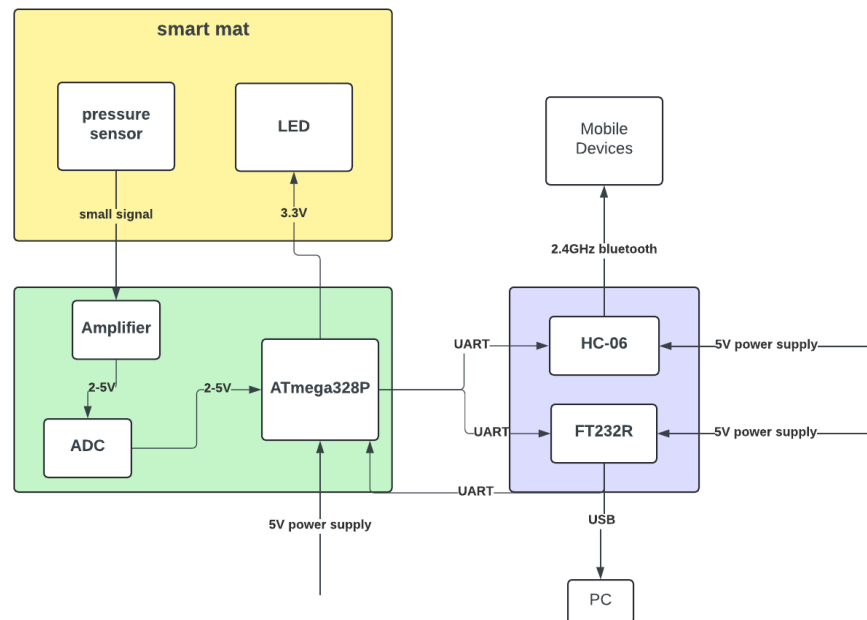 smart mat
pressure
sensor
LED
Mobile
Devices
small signal
3.3V
2.4GHz bluetooth
Amplifier
UART
HC-06
5V power supply
2-5V
2-5V
ATmega328P
ADC
UART
FT232R
5V power supply
UART
5V power supply
USB
PC